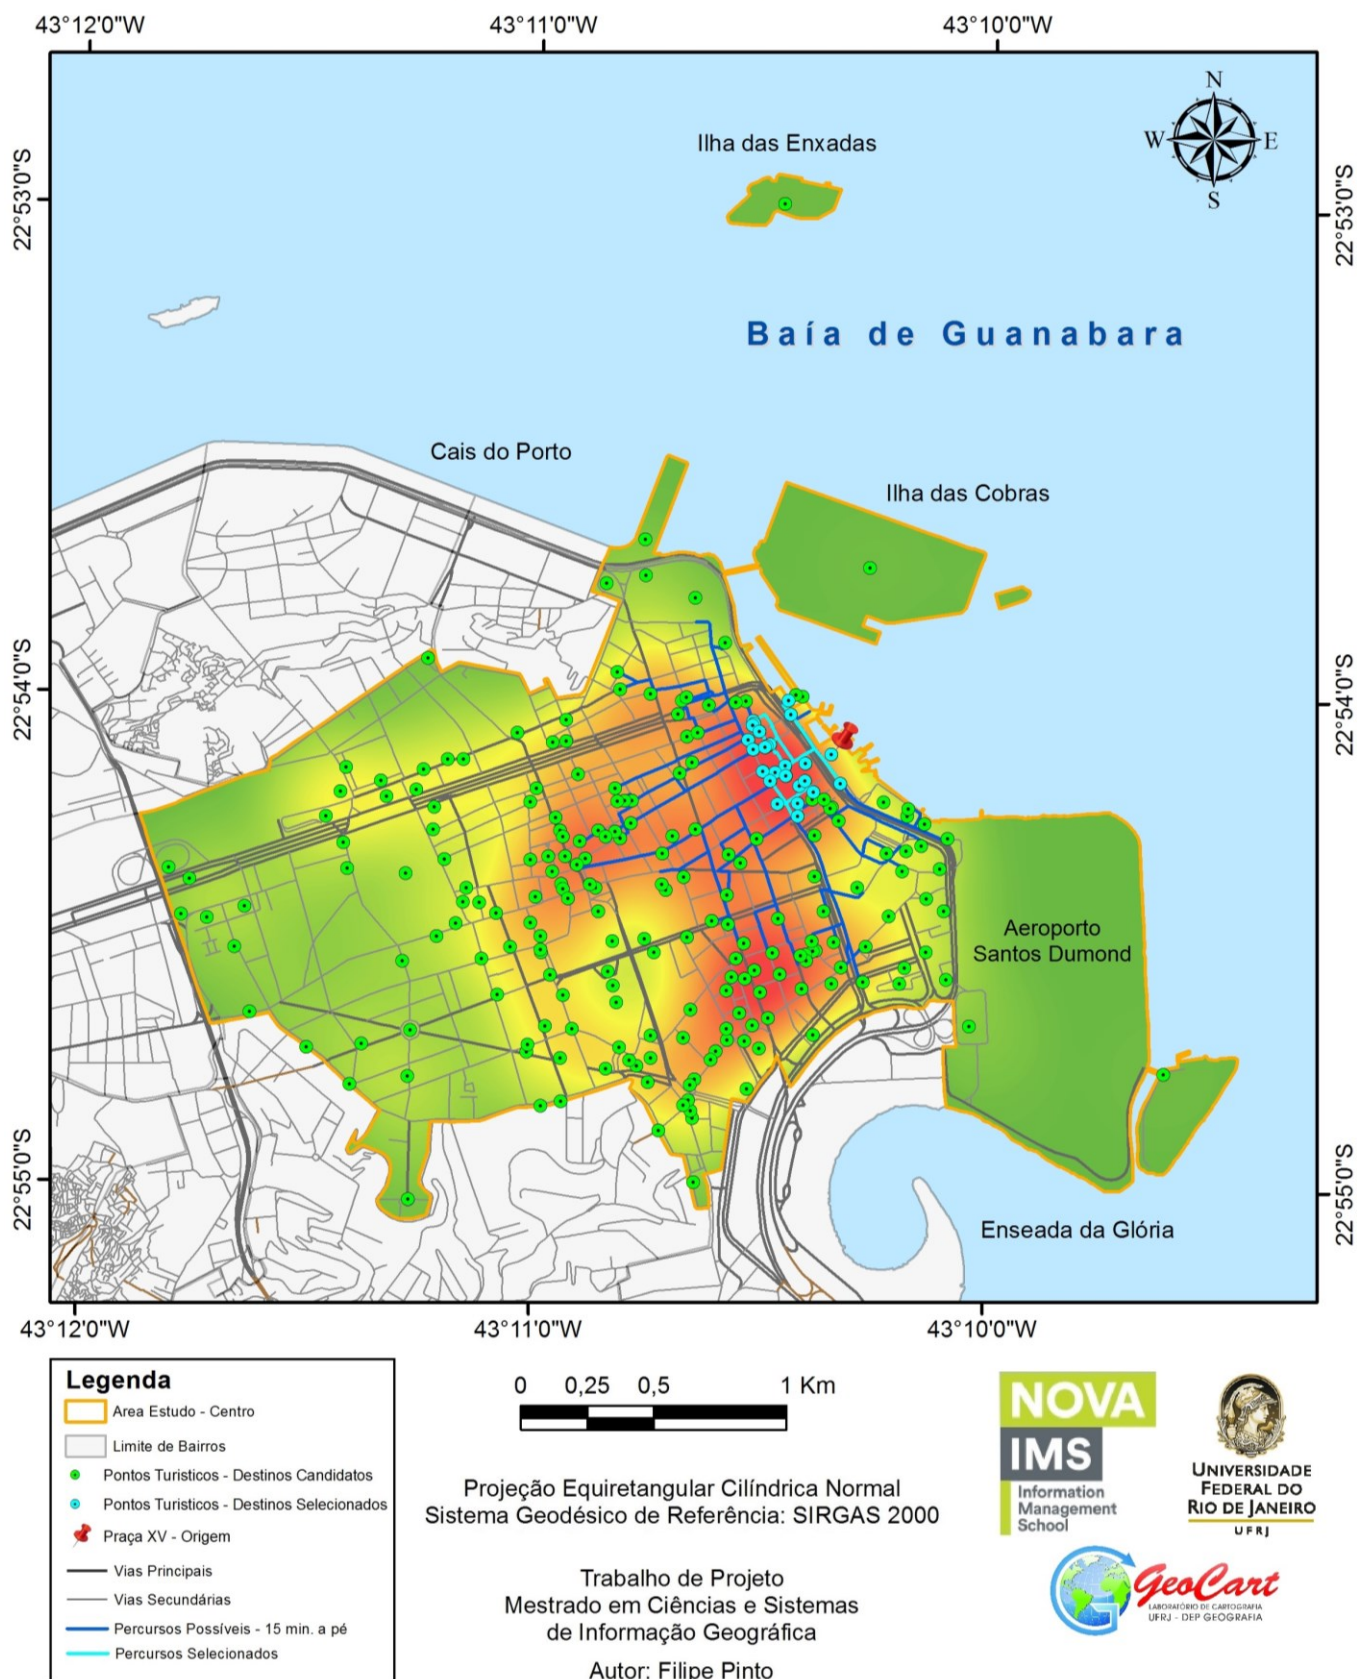 43°12'0"W
43°11'0"W
43°10'0"W
N
W
E
S
Ilha das Enxadas
22°53'0"S
22°53'0"S
Baía de Guanabara
Cais do Porto
Ilha das Cobras
22°54'0"S
22°54'0"S
Aeroporto
Santos Dumond
22°55'0"S
22°55'0"S
Enseada da Glória
43°12'0"W
43°11'0"W
43°10'0"W
Legenda
Area Estudo - Centro
Limite de Bairros
Pontos Turisticos - Destinos Candidatos
Pontos Turisticos - Destinos Selecionados
Praça XV - Origem
Vias Principais
Vias Secundárias
Percursos Possíveis - 15 min. a pé
Percursos Selecionados
0 0,25 0,5 1 Km
Projeção Equiretangular Cilíndrica Normal
Sistema Geodésico de Referência: SIRGAS 2000
Trabalho de Projeto
Mestrado em Ciências e Sistemas
de Informação Geográfica
Autor: Filipe Pinto
NOVA
IMS
Information
Management
School
UNIVERSIDADE
FEDERAL DO
RIO DE JANEIRO
UFRJ
GeoCart
LABORATÓRIO DE CARTOGRAFIA
UFRJ - DEP GEOGRAFIA